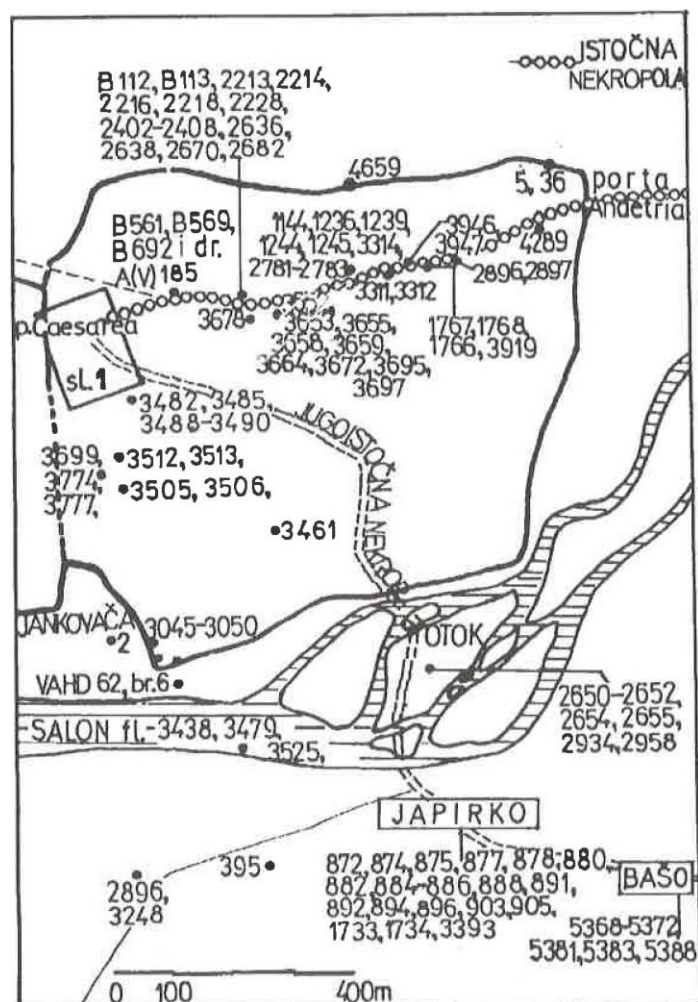 ISTOČNA
NEKROPOLA
B112, B113, 2213, 2214,
2216, 2218, 2228,
2402-2408, 2636,
2638, 2670, 2682
4659
5, 36
porta
Andetria
B561, B569,
B692 i dr.
A(V) 185
1144, 1236, 1239,
1244, 1245, 3314,
2781-2783
3946,
3947
4289
3311, 3312
2896, 2897
p. Caesarea
3678
3653, 3655,
3658, 3659,
3664, 3672, 3695,
3697
1767, 1768,
1766, 3919
SL.1
3482, 3485,
3488-3490
JUGOISTOČNA NEKROP.
3699,
3774,
3777,
3512, 3513,
3505, 3506,
3461
JANKOVAČA
2
3045-3050
OTOK
VAHD 62, br.6
2650-2652,
2654, 2655,
2934, 2958
SALON fl.
3438, 3479,
3525,
JAPIRKO
395
872, 874, 875, 877, 878-880,
882, 884-886, 888, 891,
892, 894, 896, 903, 905,
1733, 1734, 3393
BAŠO
2896,
3248
5368-5372,
5381, 5383, 5388
0 100 400m